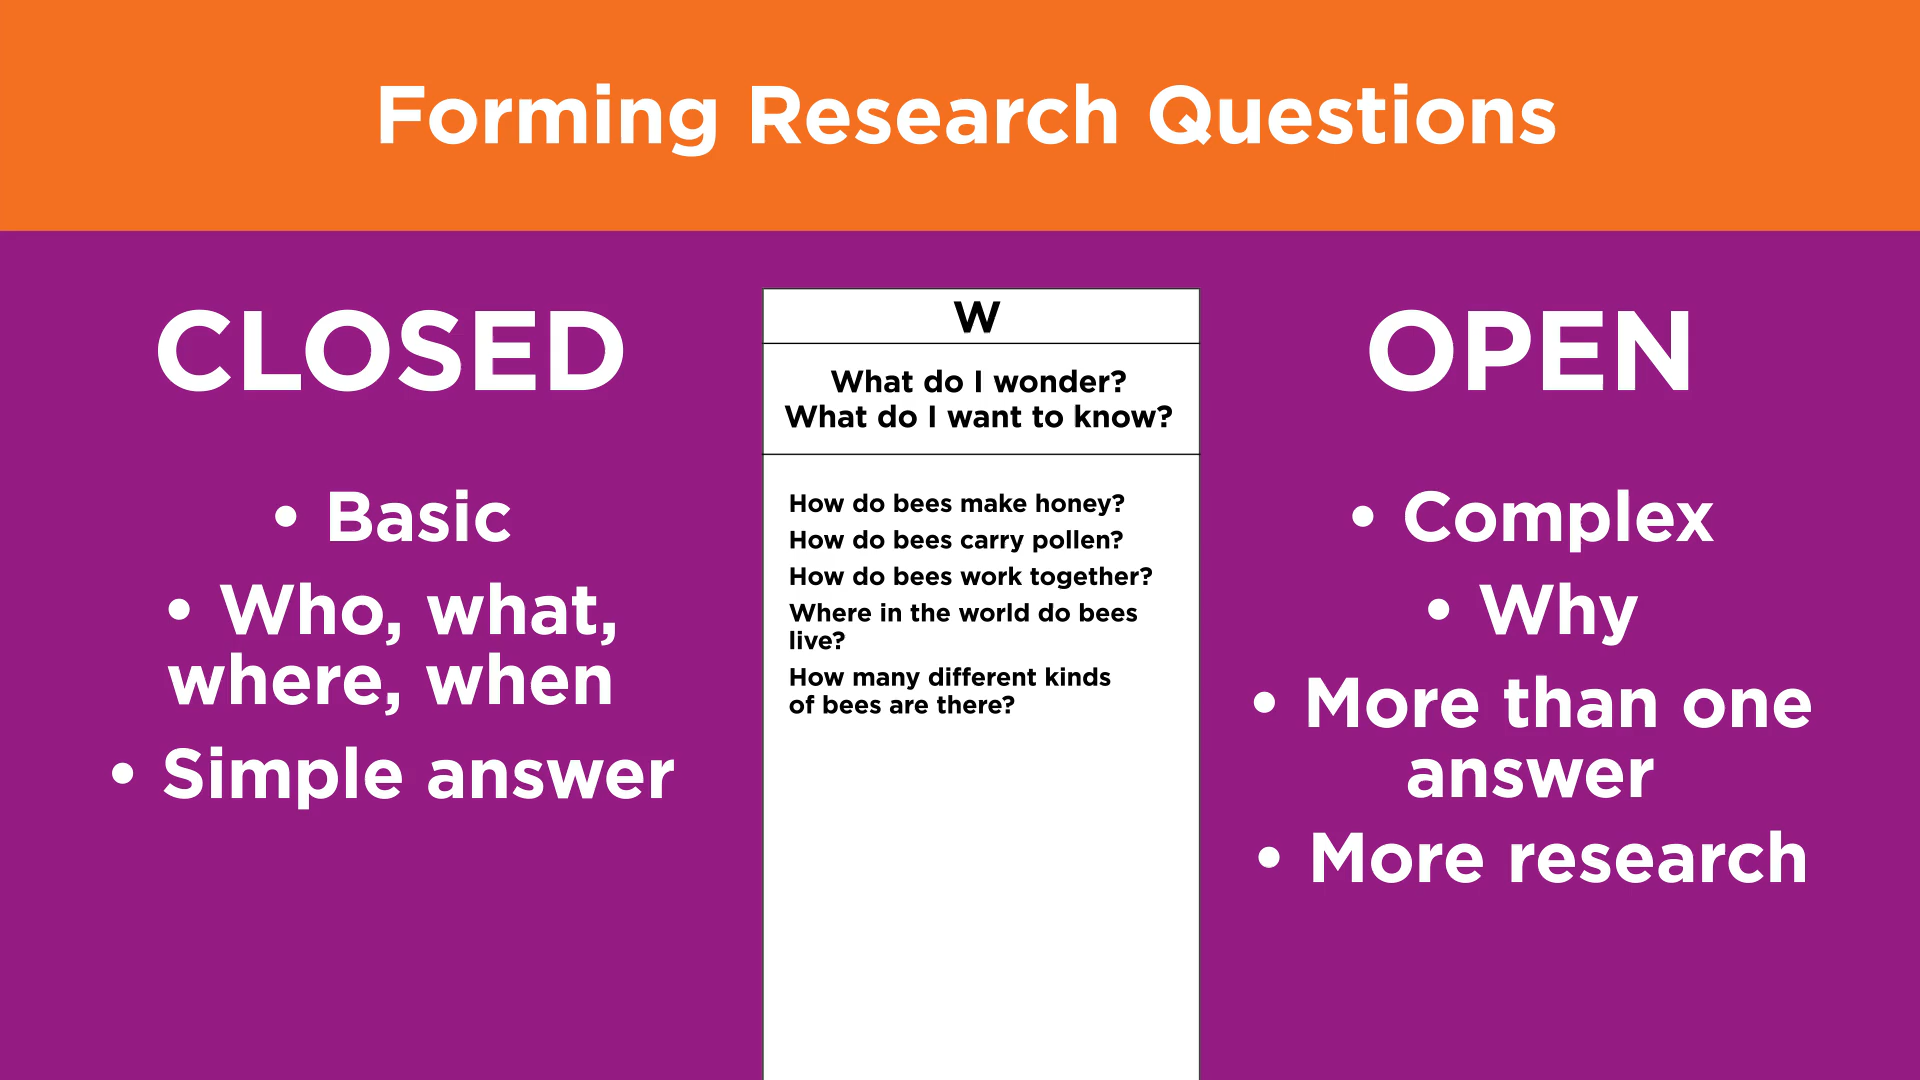 Forming Research Questions
CLOSED
• Basic
• Who, what,
where, when
• Simple answer
W
What do I wonder?
What do I want to know?
How do bees make honey?
How do bees carry pollen?
How do bees work together?
Where in the world do bees
live?
How many different kinds
of bees are there?
OPEN
• Complex
• Why
• More than one
answer
• More research